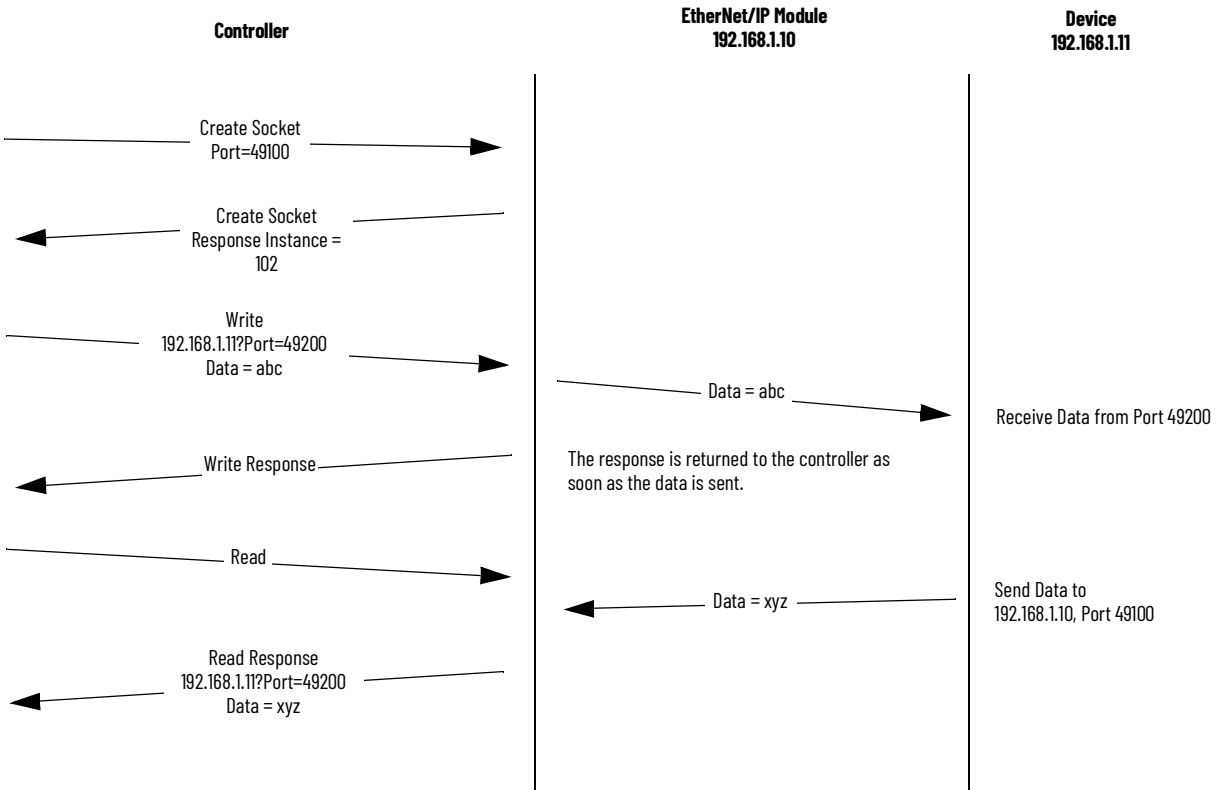 Controller
EtherNet/IP Module
192.168.1.10
Device
192.168.1.11
Create Socket
Port=49100
Create Socket
Response Instance =
102
Write
192.168.1.11?Port=49200
Data = abc
Data = abc
Receive Data from Port 49200
Write Response
The response is returned to the controller as
soon as the data is sent.
Read
Data = xyz
Send Data to
192.168.1.10, Port 49100
Read Response
192.168.1.11?Port=49200
Data = xyz